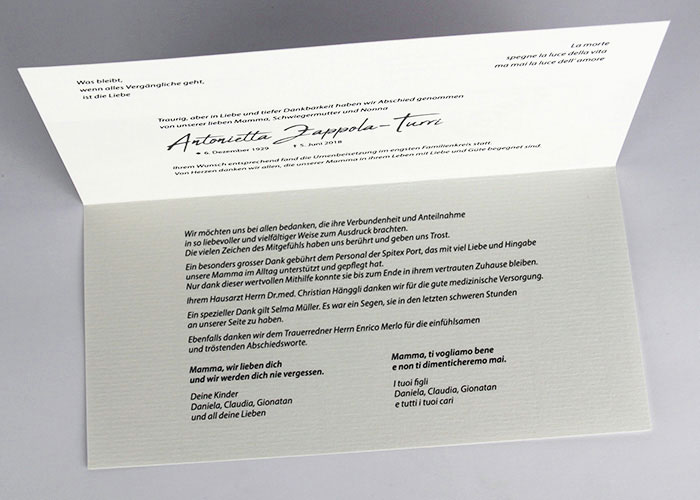 Was bleibt,
wenn alles Vergängliche geht,
ist die Liebe
La morte
spegne la luce della vita
ma mai la luce dell'amore
Traurig, aber in Liebe und tiefer Dankbarkeit haben wir Abschied genommen
von unserer lieben Mamma, Schwiegermutter und Nonna
Antonietta Zappola-Turri
* 6. Dezember 1929 † 5. Juni 2018
Ihrem Wunsch entsprechend fand die Urnenbeisetzung im engsten Familienkreis statt.
Von Herzen danken wir allen, die unserer Mamma in ihrem Leben mit Liebe und Güte begegnet sind.
Wir möchten uns bei allen bedanken, die ihre Verbundenheit und Anteilnahme
in so liebevoller und vielfältiger Weise zum Ausdruck brachten.
Die vielen Zeichen des Mitgefühls haben uns berührt und geben uns Trost.
Ein besonders grosser Dank gebührt dem Personal der Spitex Port, das mit viel Liebe und Hingabe
unsere Mamma im Alltag unterstützt und gepflegt hat.
Nur dank dieser wertvollen Mithilfe konnte sie bis zum Ende in ihrem vertrauten Zuhause bleiben.
Ihrem Hausarzt Herrn Dr.med. Christian Hänggli danken wir für die gute medizinische Versorgung.
Ein spezieller Dank gilt Selma Müller. Es war ein Segen, sie in den letzten schweren Stunden
an unserer Seite zu haben.
Ebenfalls danken wir dem Trauerredner Herrn Enrico Merlo für die einfühlsamen
und tröstenden Abschiedsworte.
Mamma, wir lieben dich
und wir werden dich nie vergessen.
Deine Kinder
Daniela, Claudia, Gionatan
und all deine Lieben
Mamma, ti vogliamo bene
e non ti dimenticheremo mai.
I tuoi figli
Daniela, Claudia, Gionatan
e tutti i tuoi cari